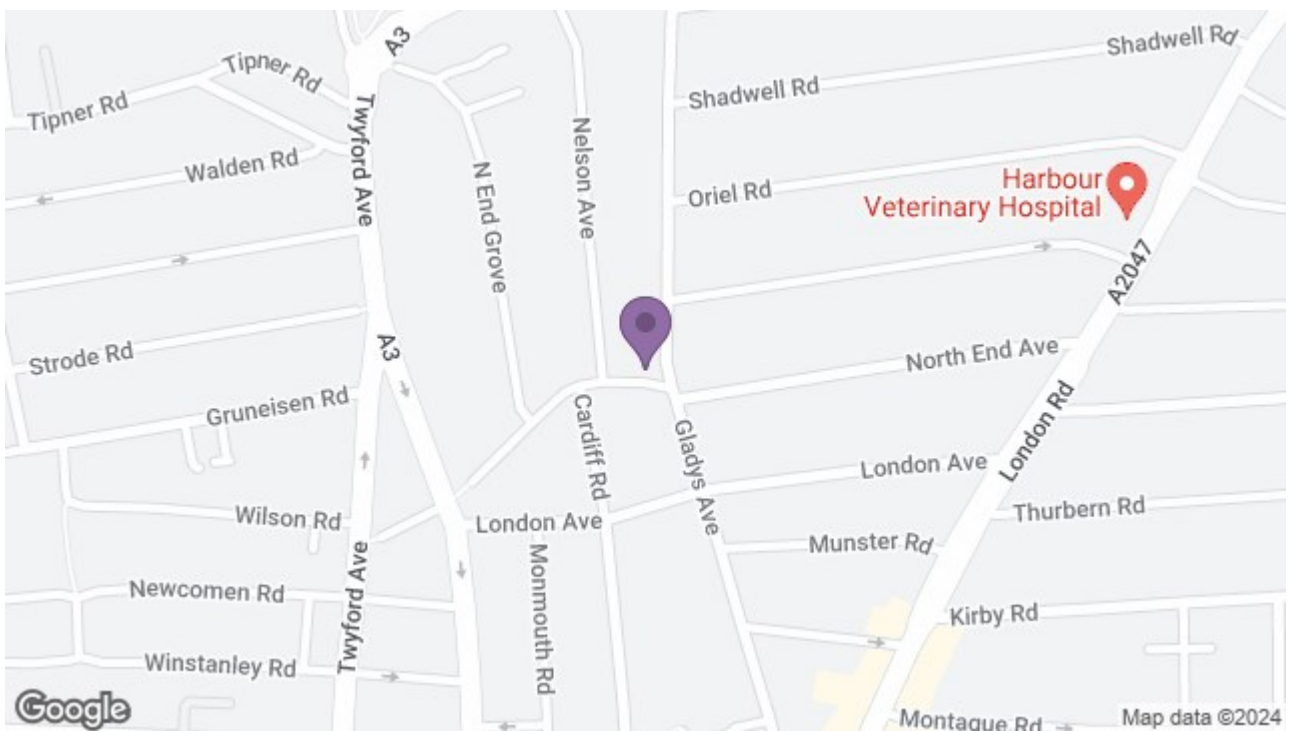 A3
Shadwell Rd
Tipner Rd
Tipner Rd
Shadwell Rd
Twyford Ave
Nelson Ave
Walden Rd
N End Grove
Oriel Rd
Harbour
Veterinary Hospital
A2047
Strode Rd
A3
North End Ave
Gruneisen Rd
Cardiff Rd
Gladys Ave
London Rd
London Ave
Wilson Rd
London Ave
Thurbern Rd
Munster Rd
Newcomen Rd
Twyford Ave
Monmouth Rd
Kirby Rd
Winstanley Rd
Google
Montague Rd
Map data ©2024